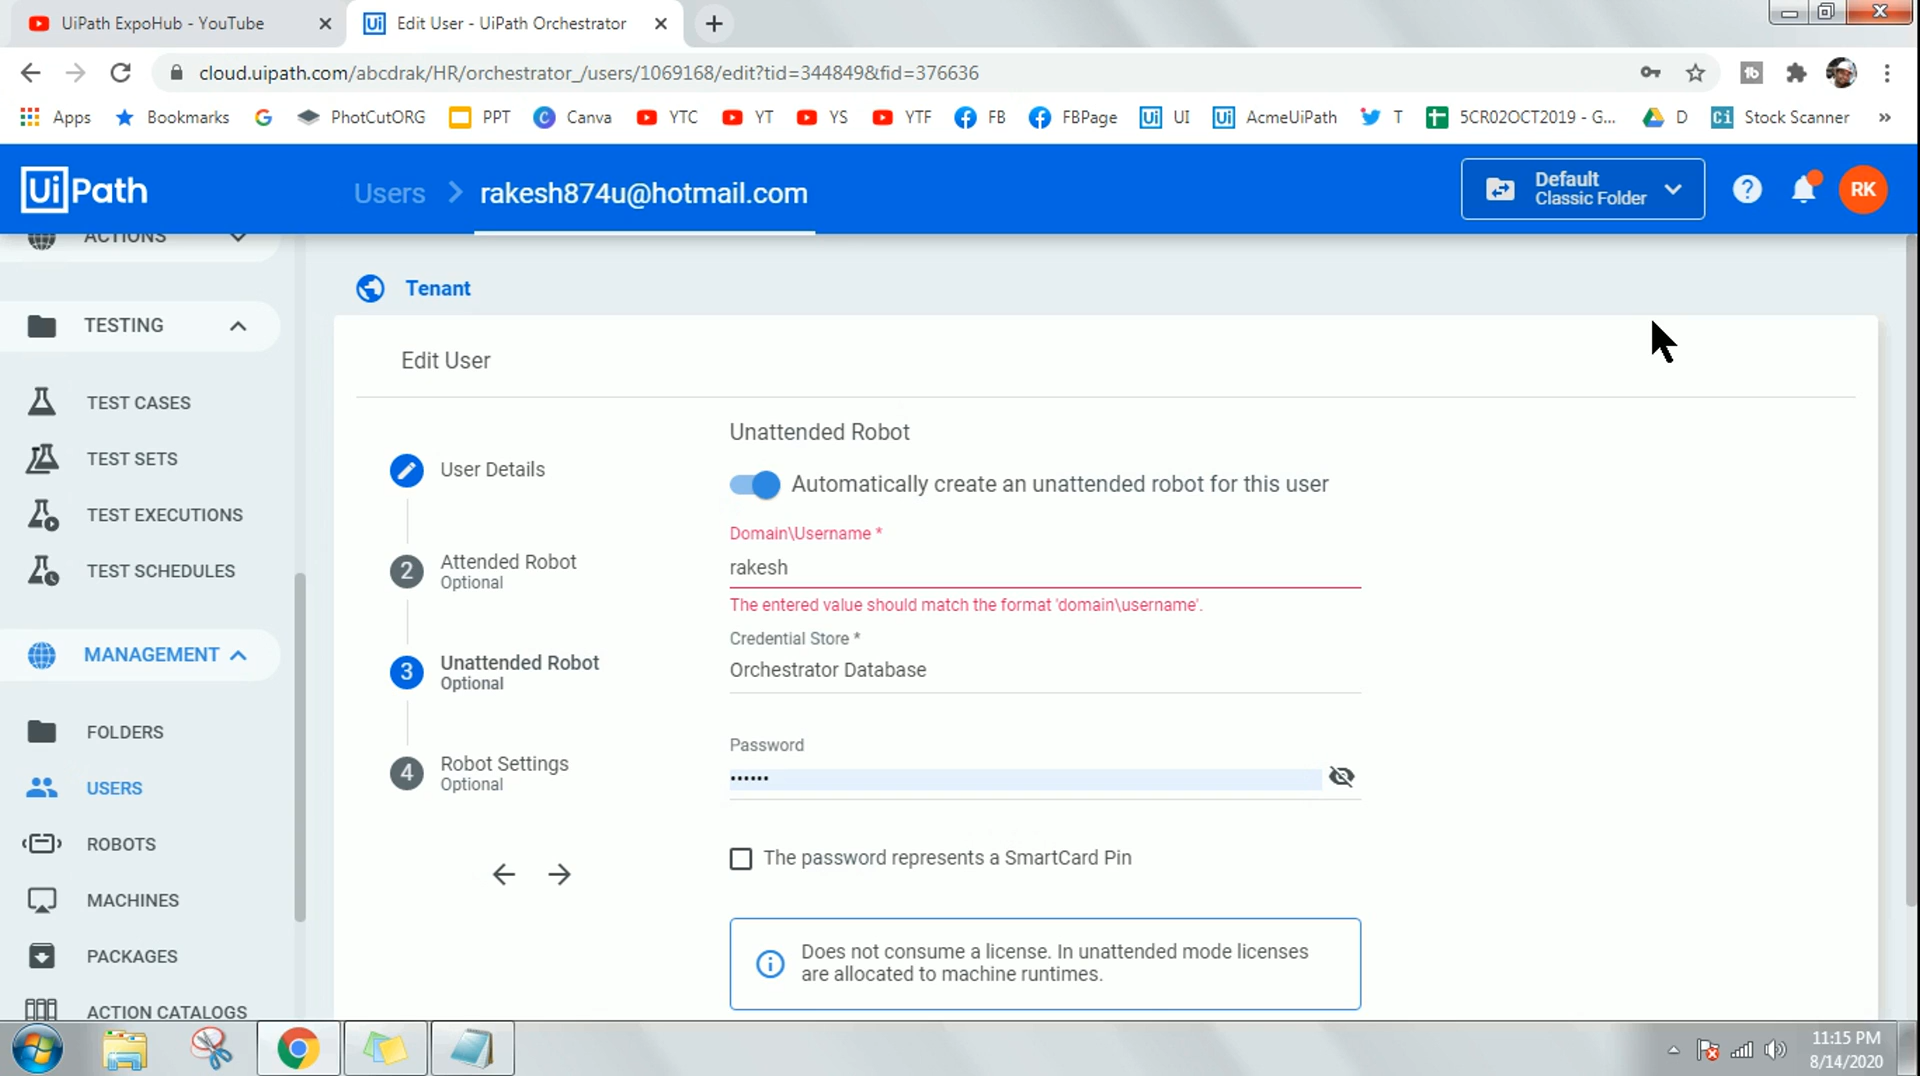 UiPath ExpoHub - YouTube
Edit User - UiPath Orchestrator
cloud.uipath.com/abcdrak/HR/orchestrator_/users/1069168/edit?tid=344849&fid=376636
Apps Bookmarks PhotCutORG PPT Canva YTC YT YS YTF FB FBPage UI AcmeUiPath T 5CR02OCT2019 - G... D Stock Scanner »
UiPath
Users
rakesh874u@hotmail.com
Default
Classic Folder
RK
ACTIONS
TESTING
TEST CASES
TEST SETS
TEST EXECUTIONS
TEST SCHEDULES
MANAGEMENT
FOLDERS
USERS
ROBOTS
MACHINES
PACKAGES
ACTION CATALOGS
Tenant
Edit User
User Details
2 Attended Robot
Optional
3 Unattended Robot
Optional
4 Robot Settings
Optional
Unattended Robot
Automatically create an unattended robot for this user
Domain\Username *
rakesh
The entered value should match the format 'domain\username'.
Credential Store *
Orchestrator Database
Password
••••••
The password represents a SmartCard Pin
Does not consume a license. In unattended mode licenses
are allocated to machine runtimes.
11:15 PM
8/14/2020